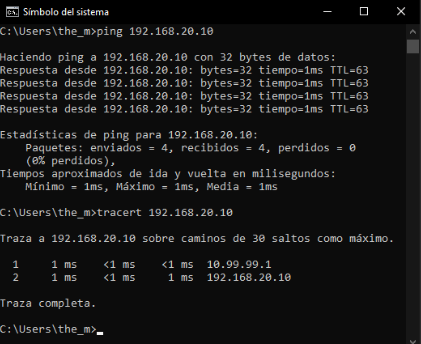 Símbolo del sistema
C:\Users\the_m>ping 192.168.20.10
Haciendo ping a 192.168.20.10 con 32 bytes de datos:
Respuesta desde 192.168.20.10: bytes=32 tiempo=1ms TTL=63
Respuesta desde 192.168.20.10: bytes=32 tiempo=1ms TTL=63
Respuesta desde 192.168.20.10: bytes=32 tiempo=1ms TTL=63
Respuesta desde 192.168.20.10: bytes=32 tiempo=1ms TTL=63
Estadísticas de ping para 192.168.20.10:
Paquetes: enviados = 4, recibidos = 4, perdidos = 0
(0% perdidos),
Tiempos aproximados de ida y vuelta en milisegundos:
Mínimo = 1ms, Máximo = 1ms, Media = 1ms
C:\Users\the_m>tracert 192.168.20.10
Traza a 192.168.20.10 sobre caminos de 30 saltos como máximo.
1 1 ms <1 ms <1 ms 10.99.99.1
2 1 ms <1 ms 1 ms 192.168.20.10
Traza completa.
C:\Users\the_m>